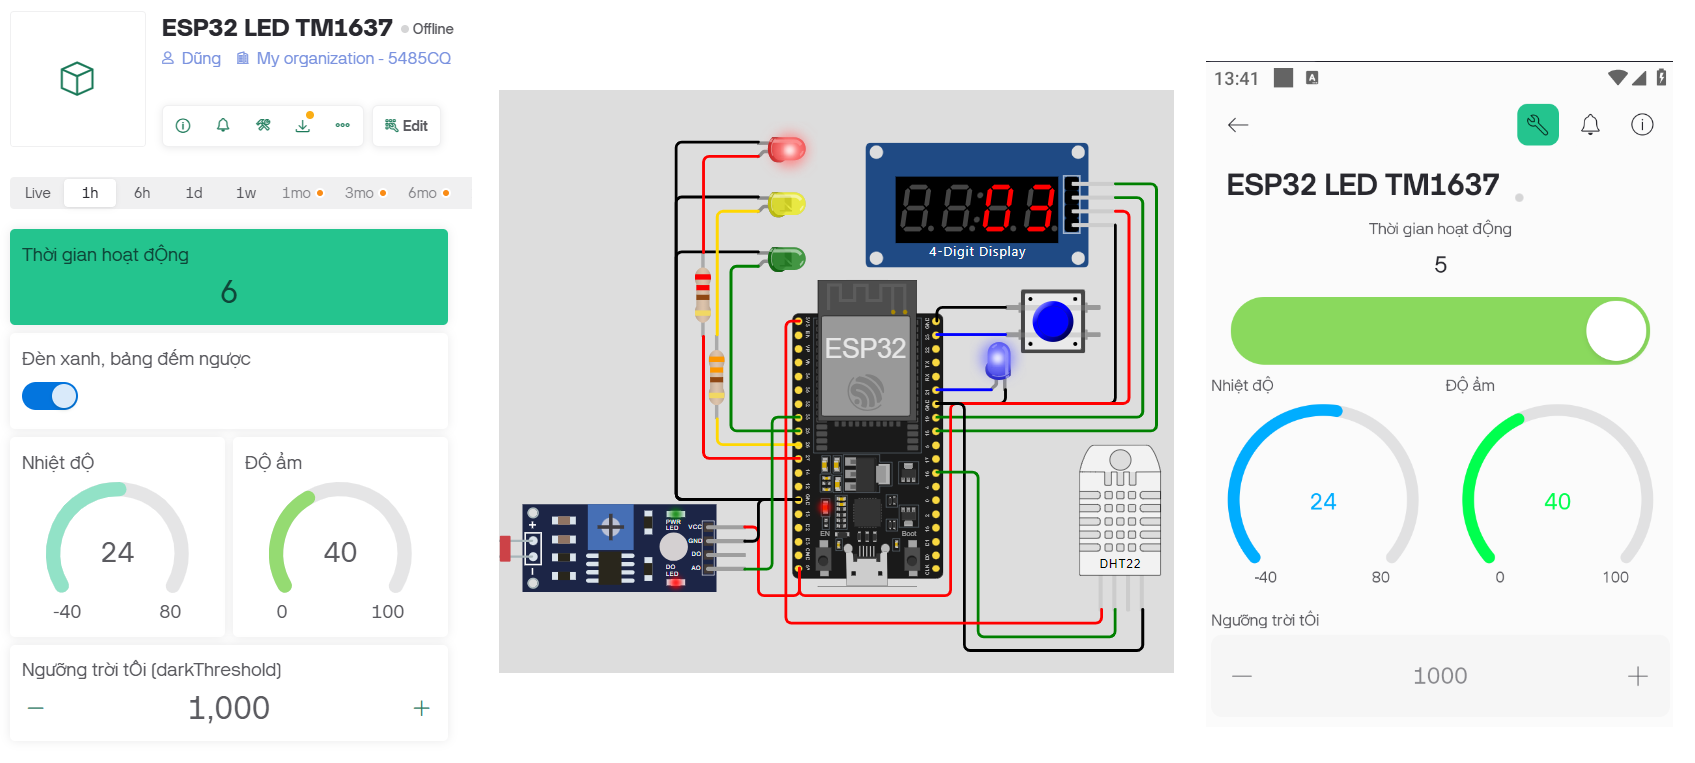 ESP32 LED TM1637 Offline
Dũng My organization - 5485CQ
Edit
Live 1h 6h 1d 1w 1mo 3mo 6mo
Thời gian hoạt động
6
Đèn xanh, bảng đếm ngược
Nhiệt độ
24
-40 80
Độ ẩm
40
0 100
Ngưỡng trời tối (darkThreshold)
− 1,000 +
03
4-Digit Display
ESP32
EN
Boot
PWR
LED
VCC
GND
DO
AO
DO
LED
+
DHT22
13:41
ESP32 LED TM1637
Thời gian hoạt động
5
Nhiệt độ
24
-40 80
Độ ẩm
40
0 100
Ngưỡng trời tối
− 1000 +